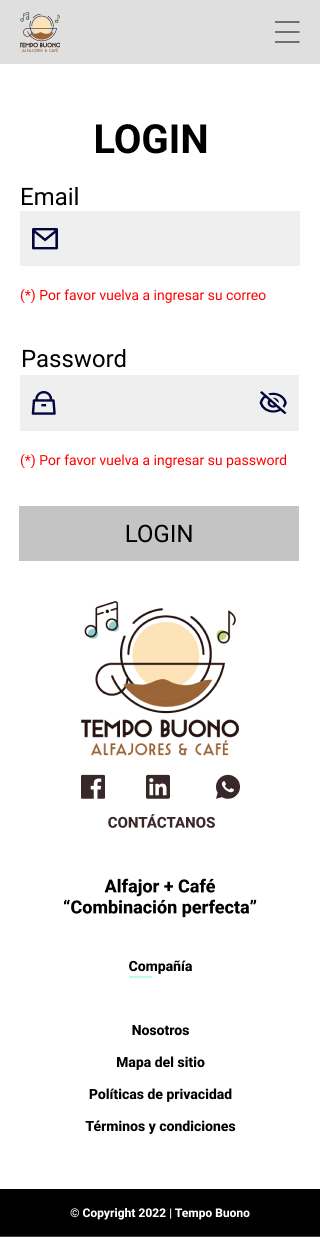 TEMPO BUONO
ALFAJORES & CAFÉ
LOGIN
Email
(*) Por favor vuelva a ingresar su correo
Password
(*) Por favor vuelva a ingresar su password
LOGIN
TEMPO BUONO
ALFAJORES & CAFÉ
CONTÁCTANOS
Alfajor + Café
“Combinación perfecta”
Compañía
Nosotros
Mapa del sitio
Políticas de privacidad
Términos y condiciones
© Copyright 2022 | Tempo Buono